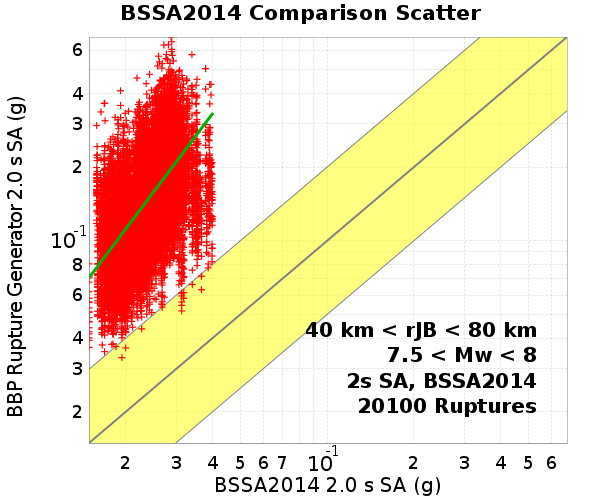 BSSA2014 Comparison Scatter
BBP Rupture Generator 2.0 s SA (g)
6
4
3
2
10-1
8
6
4
3
2
40 km < rJB < 80 km
7.5 < Mw < 8
2s SA, BSSA2014
20100 Ruptures
2 3 4 5 6 7 10-1 2 3 4 5 6
BSSA2014 2.0 s SA (g)